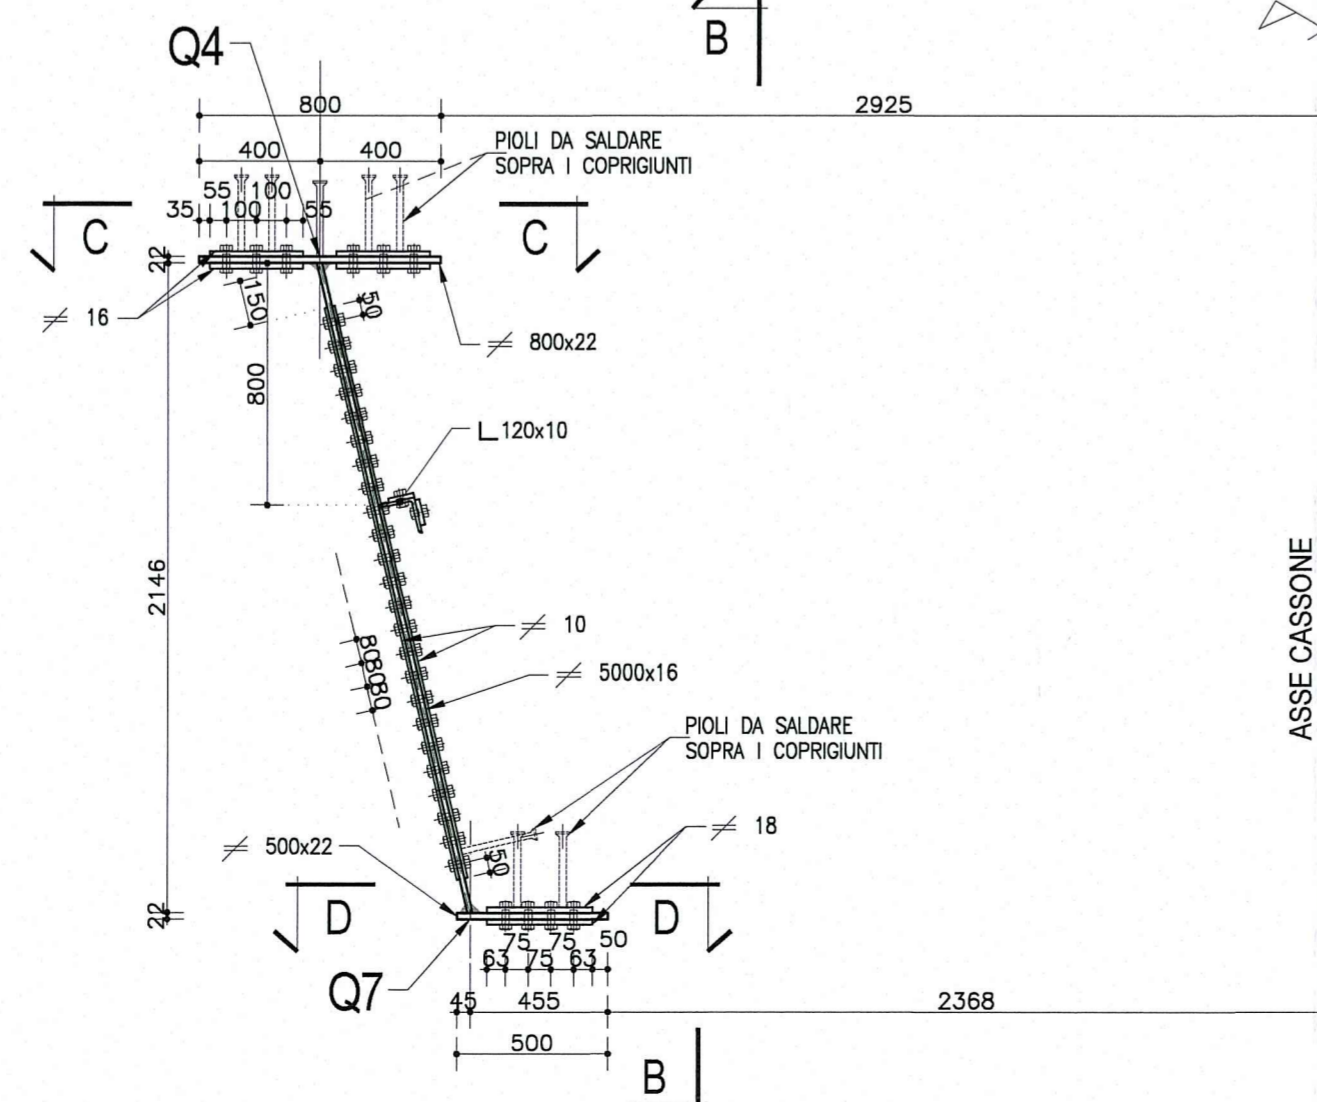 B
Q4
800
2925
400
400
PIOLI DA SALDARE
SOPRA I COPRIGIUNTI
55
100
35
100
55
C
C
22
16
150
50
800x22
800
120x10
2146
10
808080
5000x16
ASSE CASSONE
PIOLI DA SALDARE
SOPRA I COPRIGIUNTI
18
500x22
50
22
D
D
75
75
50
63
75
63
Q7
45
455
2368
500
B